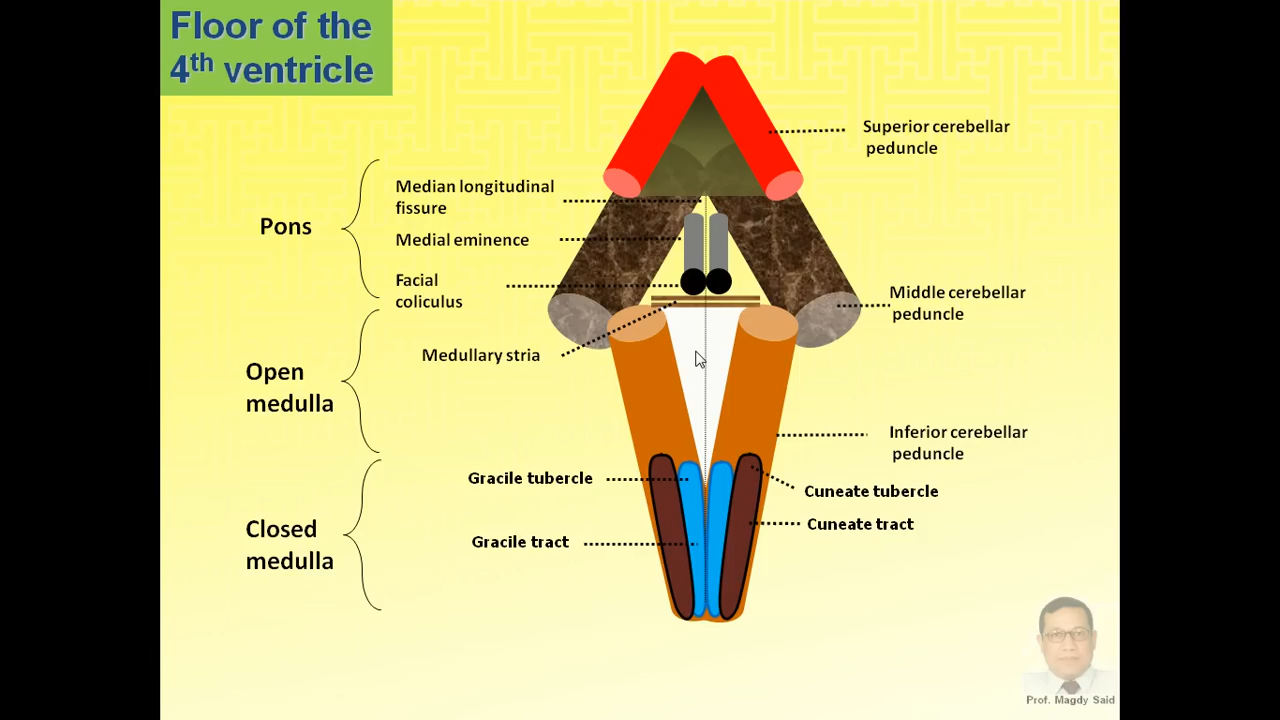 Floor of the
4th ventricle
Superior cerebellar
peduncle
Median longitudinal
fissure
Pons
Medial eminence
Facial
coliculus
Middle cerebellar
peduncle
Medullary stria
Open
medulla
Inferior cerebellar
peduncle
Gracile tubercle
Cuneate tubercle
Closed
medulla
Cuneate tract
Gracile tract
Prof. Magdy Said